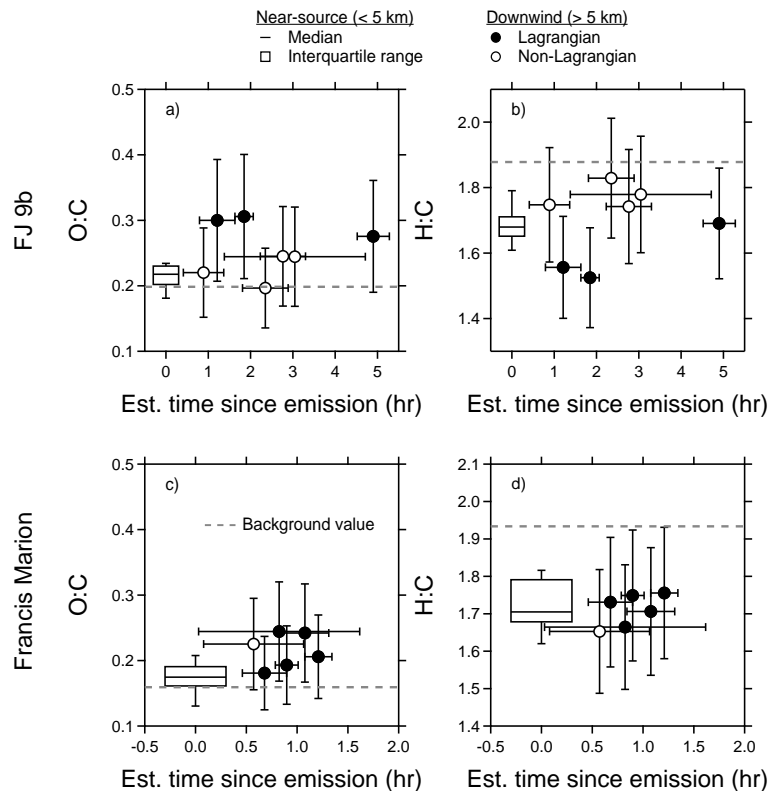 Near-source (< 5 km)
Median
Interquartile range
Downwind (> 5 km)
Lagrangian
Non-Lagrangian
FJ 9b
O:C
0.5
0.4
0.3
0.2
0.1
a)
0 1 2 3 4 5
Est. time since emission (hr)
H:C
2.0
1.8
1.6
1.4
b)
0 1 2 3 4 5
Est. time since emission (hr)
Francis Marion
O:C
0.5
0.4
0.3
0.2
0.1
c)
Background value
-0.5 0.0 0.5 1.0 1.5 2.0
Est. time since emission (hr)
H:C
2.1
2.0
1.9
1.8
1.7
1.6
1.5
1.4
d)
-0.5 0.0 0.5 1.0 1.5 2.0
Est. time since emission (hr)